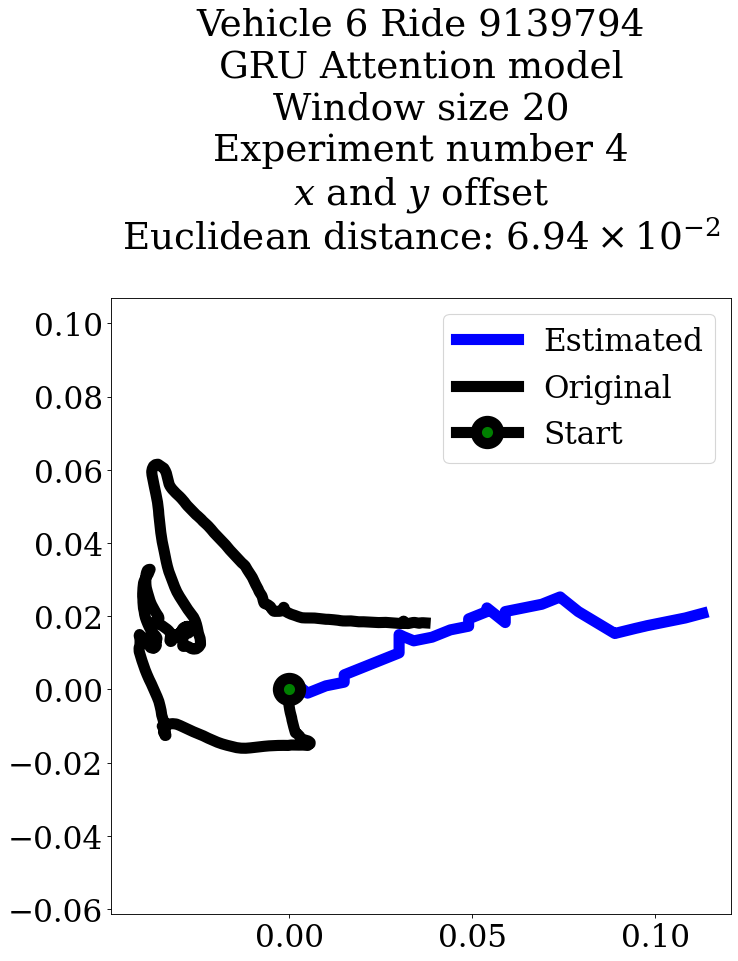 Vehicle 6 Ride 9139794
GRU Attention model
Window size 20
Experiment number 4
x and y offset
Euclidean distance: 6.94 × 10⁻²
Estimated
Original
Start
0.10
0.08
0.06
0.04
0.02
0.00
−0.02
−0.04
−0.06
0.00 0.05 0.10